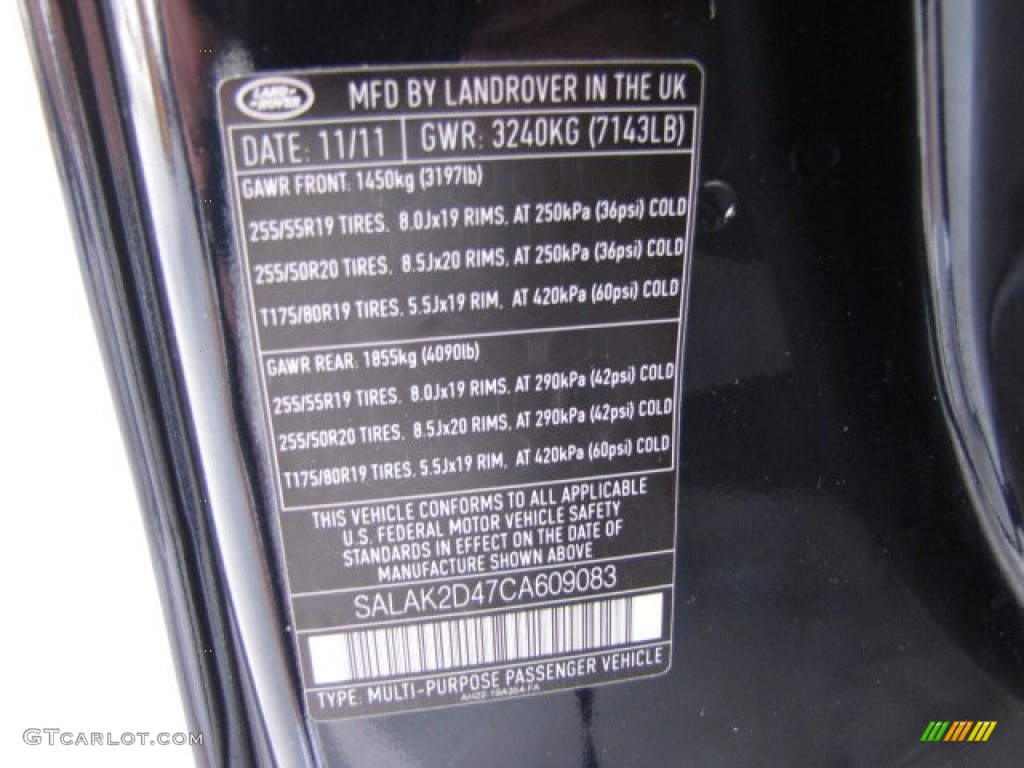 LAND ROVER MFD BY LANDROVER IN THE UK
DATE: 11/11 GWR: 3240KG (7143LB)
GAWR FRONT: 1450kg (3197lb)
255/55R19 TIRES. 8.0Jx19 RIMS, AT 250kPa (36psi) COLD
255/50R20 TIRES. 8.5Jx20 RIMS, AT 250kPa (36psi) COLD
T175/80R19 TIRES. 5.5Jx19 RIM, AT 420kPa (60psi) COLD
GAWR REAR: 1855kg (4090lb)
255/55R19 TIRES. 8.0Jx19 RIMS, AT 290kPa (42psi) COLD
255/50R20 TIRES. 8.5Jx20 RIMS, AT 290kPa (42psi) COLD
T175/80R19 TIRES. 5.5Jx19 RIM, AT 420kPa (60psi) COLD
THIS VEHICLE CONFORMS TO ALL APPLICABLE
U.S. FEDERAL MOTOR VEHICLE SAFETY
STANDARDS IN EFFECT ON THE DATE OF
MANUFACTURE SHOWN ABOVE
SALAK2D47CA609083
TYPE: MULTI-PURPOSE PASSENGER VEHICLE
AH22-19A364-FA
GTCARLOT.COM